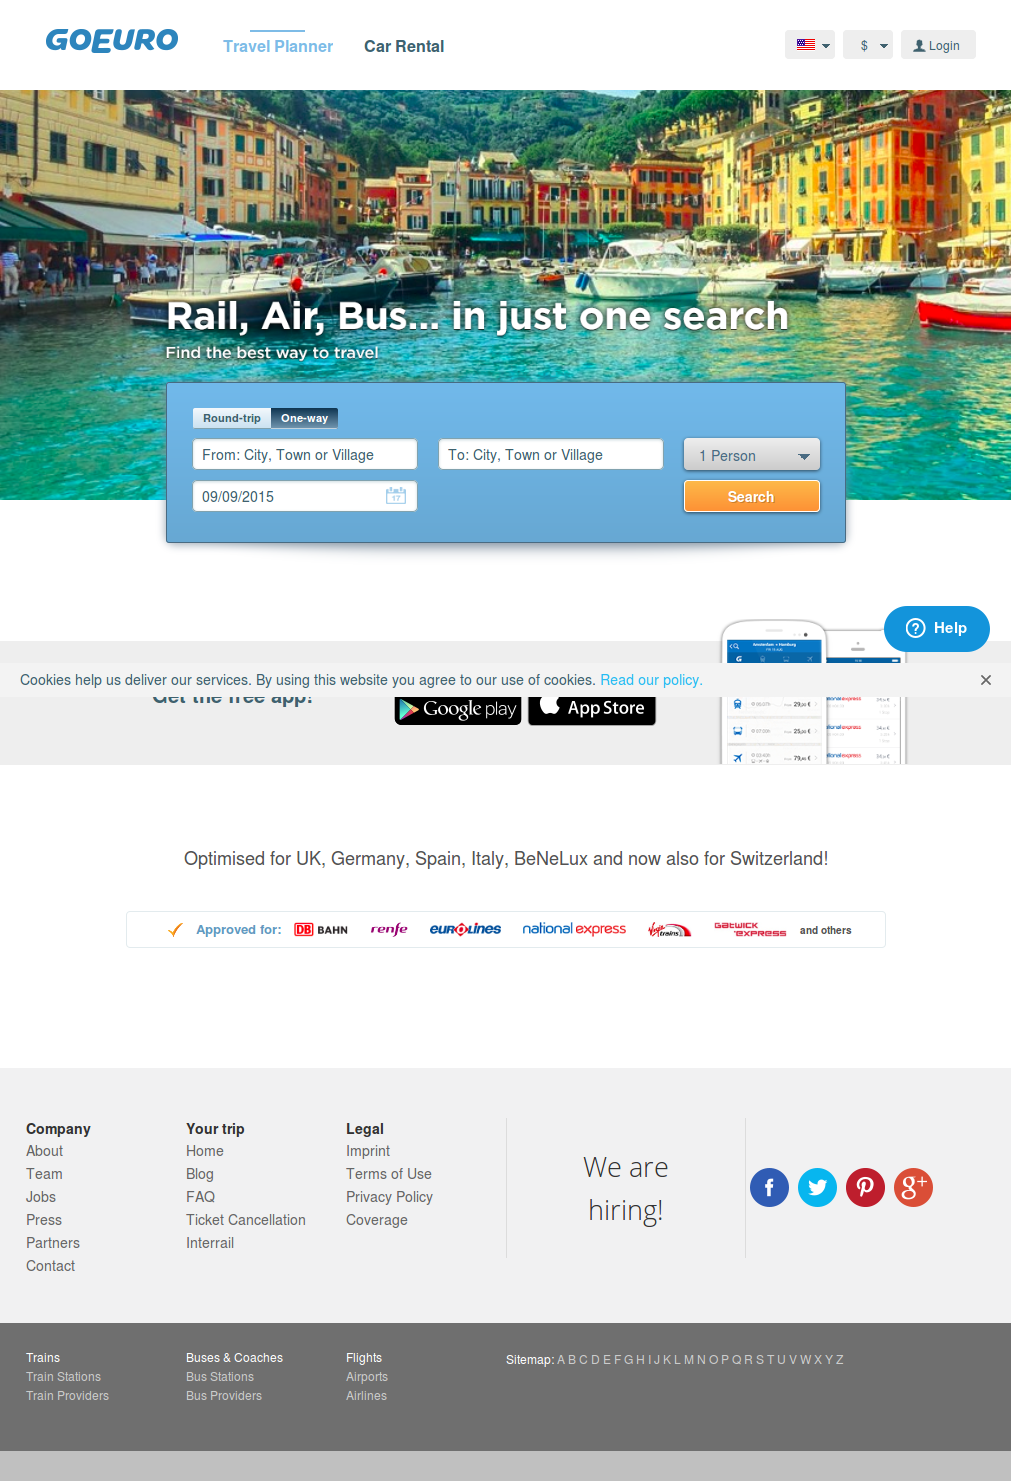 GOEURO
Travel Planner Car Rental
$ Login
Rail, Air, Bus... in just one search
Find the best way to travel
Round-trip One-way
From: City, Town or Village To: City, Town or Village 1 Person
09/09/2015 17 Search
Help
Cookies help us deliver our services. By using this website you agree to our use of cookies. Read our policy.
Get the free app!
Google play App Store
Optimised for UK, Germany, Spain, Italy, BeNeLux and now also for Switzerland!
Approved for: DB BAHN renfe eurolines national express Virgin trains GATWICK EXPRESS and others
Company Your trip Legal
About Home Imprint
Team Blog Terms of Use
Jobs FAQ Privacy Policy
Press Ticket Cancellation Coverage
Partners Interrail
Contact
We are
hiring!
Trains Buses & Coaches Flights Sitemap: A B C D E F G H I J K L M N O P Q R S T U V W X Y Z
Train Stations Bus Stations Airports
Train Providers Bus Providers Airlines